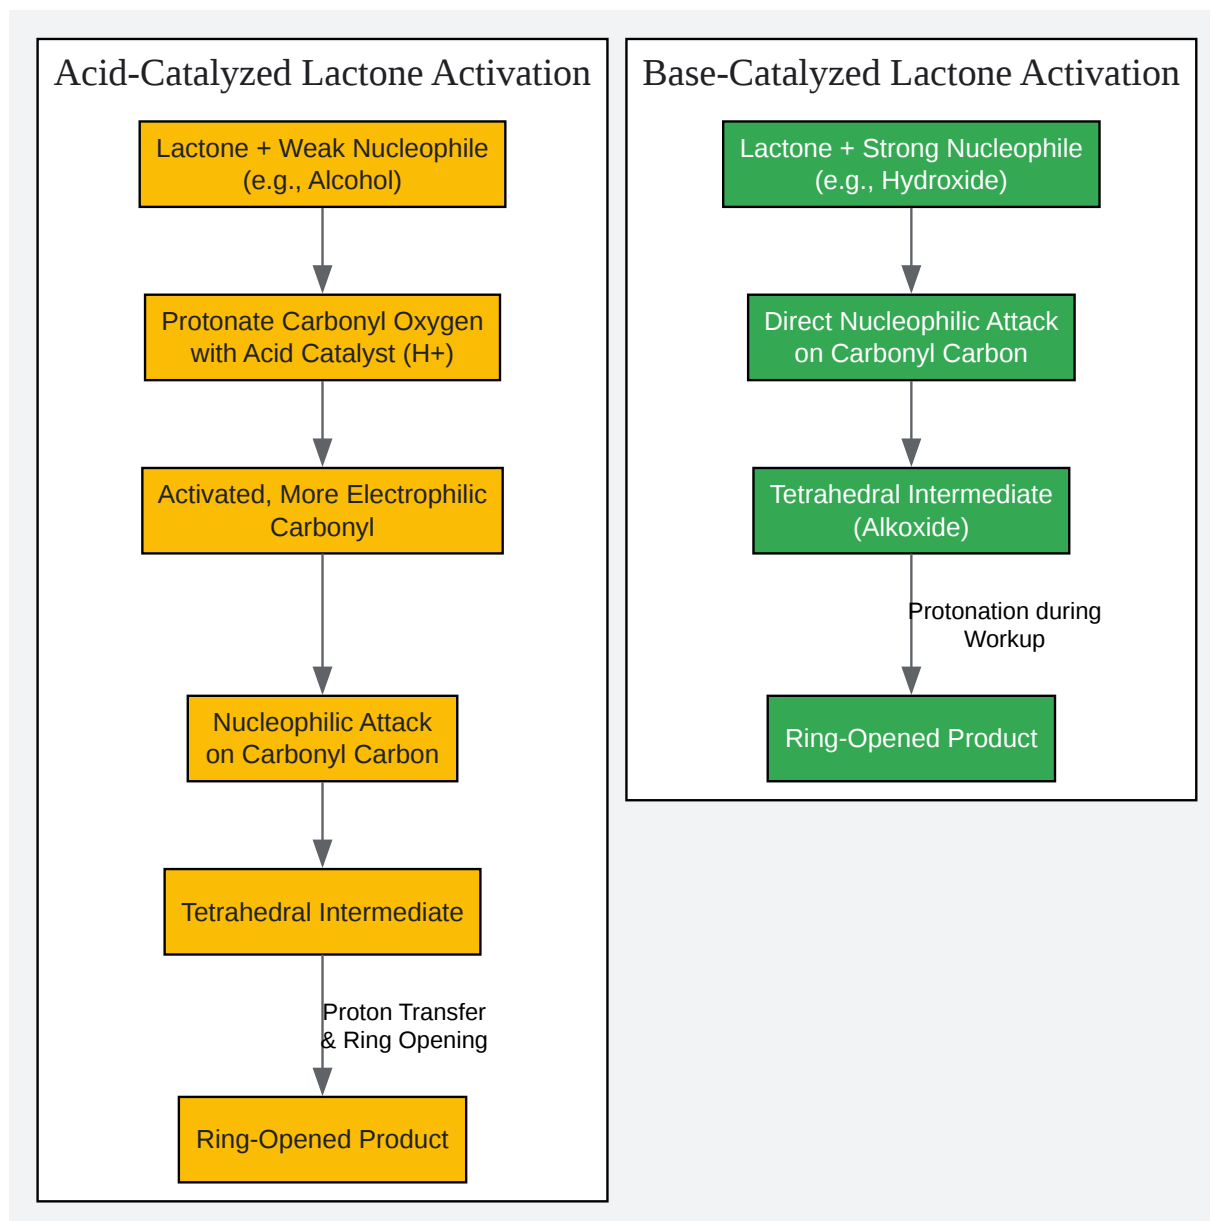 Acid-Catalyzed Lactone Activation
Lactone + Weak Nucleophile
(e.g., Alcohol)
Protonate Carbonyl Oxygen
with Acid Catalyst (H+)
Activated, More Electrophilic
Carbonyl
Nucleophilic Attack
on Carbonyl Carbon
Tetrahedral Intermediate
Proton Transfer
& Ring Opening
Ring-Opened Product
Base-Catalyzed Lactone Activation
Lactone + Strong Nucleophile
(e.g., Hydroxide)
Direct Nucleophilic Attack
on Carbonyl Carbon
Tetrahedral Intermediate
(Alkoxide)
Protonation during
Workup
Ring-Opened Product